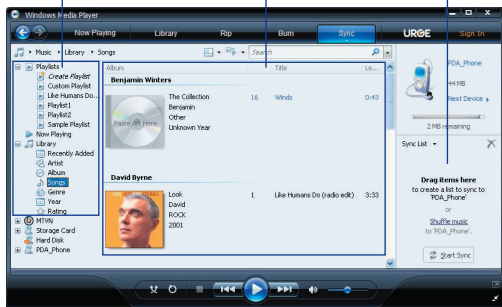 Windows Media Player
Now Playing Library Rip Burn Sync URGE Sign In
Music Library Songs Search
Playlists
Create Playlist
Custom Playlist
Like Humans Do...
Playlist1
Playlist2
Sample Playlist
Now Playing
Library
Recently Added
Artist
Album
Songs
Genre
Year
Rating
MTVN
Storage Card
Hard Disk
PDA_Phone
Album Title Le...
Benjamin Winters
Paste Art Here
The Collection 16 Winds 0:43
Benjamin
Other
Unknown Year
David Byrne
Look 1 Like Humans Do (radio edit) 3:33
David
ROCK
2001
PDA_Phone
44 MB
Next Device
2 MB remaining
Sync List
Drag items here
to create a list to sync to
'PDA_Phone'
or
Shuffle music
to 'PDA_Phone'.
Start Sync